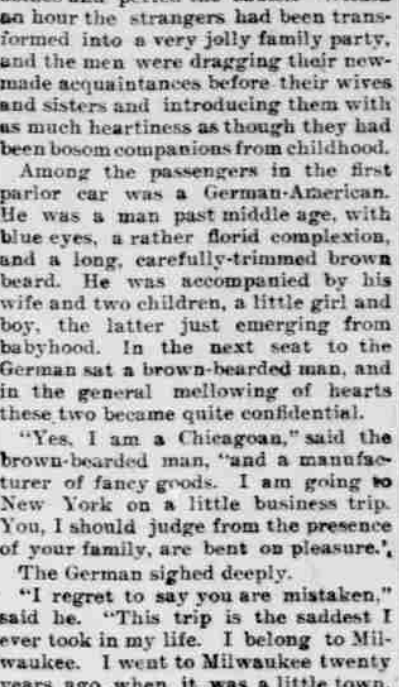 an hour the strangers had been trans-
formed into a very jolly family party,
and the men were dragging their new-
made acquaintances before their wives
and sisters and introducing them with
as much heartiness as though they had
been bosom companions from childhood.
Among the passengers in the first
parlor car was a German-American.
He was a man past middle age, with
blue eyes, a rather florid complexion,
and a long, carefully-trimmed brown
beard. He was accompanied by his
wife and two children, a little girl and
boy, the latter just emerging from
babyhood. In the next seat to the
German sat a brown-bearded man, and
in the general mellowing of hearts
these two became quite confidential.
"Yes, I am a Chicagoan," said the
brown-bearded man, "and a manufac-
turer of fancy goods. I am going to
New York on a little business trip.
You, I should judge from the presence
of your family, are bent on pleasure.',
The German sighed deeply.
"I regret to say you are mistaken,"
said he. "This trip is the saddest I
ever took in my life. I belong to Mil-
waukee. I went to Milwaukee twenty
years ago when it was a little town.